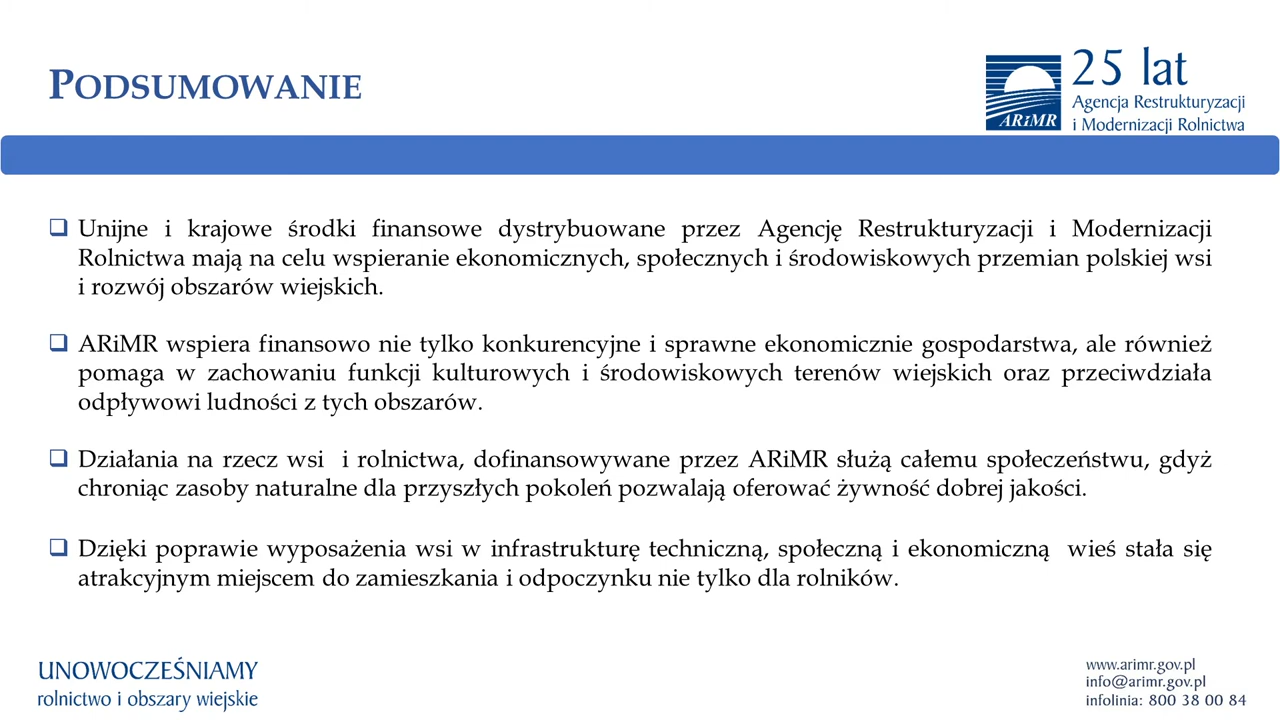 PODSUMOWANIE
25 lat
Agencja Restrukturyzacji
i Modernizacji Rolnictwa
ARiMR
Unijne i krajowe środki finansowe dystrybuowane przez Agencję Restrukturyzacji i Modernizacji
Rolnictwa mają na celu wspieranie ekonomicznych, społecznych i środowiskowych przemian polskiej wsi
i rozwój obszarów wiejskich.
ARiMR wspiera finansowo nie tylko konkurencyjne i sprawne ekonomicznie gospodarstwa, ale również
pomaga w zachowaniu funkcji kulturowych i środowiskowych terenów wiejskich oraz przeciwdziała
odpływowi ludności z tych obszarów.
Działania na rzecz wsi i rolnictwa, dofinansowywane przez ARiMR służą całemu społeczeństwu, gdyż
chroniąc zasoby naturalne dla przyszłych pokoleń pozwalają oferować żywność dobrej jakości.
Dzięki poprawie wyposażenia wsi w infrastrukturę techniczną, społeczną i ekonomiczną wieś stała się
atrakcyjnym miejscem do zamieszkania i odpoczynku nie tylko dla rolników.
UNOWOCZEŚNIAMY
rolnictwo i obszary wiejskie
www.arimr.gov.pl
info@arimr.gov.pl
infolinia: 800 38 00 84